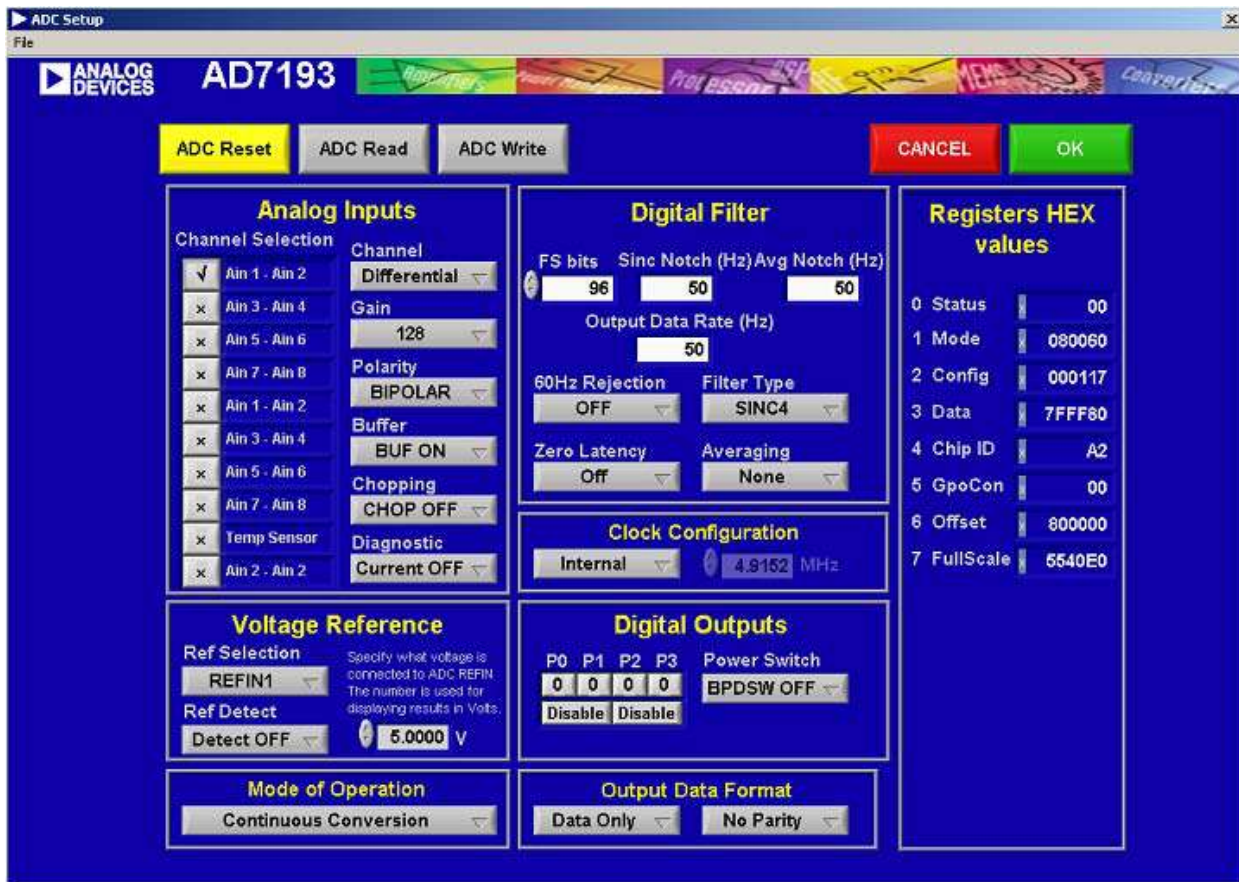 ADC Setup
File
ANALOG DEVICES
AD7193
Amplifiers
Power Management
Processors
DSP
MEMS
Converters
ADC Reset
ADC Read
ADC Write
CANCEL
OK
Analog Inputs
Channel Selection
√ Ain 1 - Ain 2
× Ain 3 - Ain 4
× Ain 5 - Ain 6
× Ain 7 - Ain 8
× Ain 1 - Ain 2
× Ain 3 - Ain 4
× Ain 5 - Ain 6
× Ain 7 - Ain 8
× Temp Sensor
× Ain 2 - Ain 2
Channel
Differential
Gain
128
Polarity
BIPOLAR
Buffer
BUF ON
Chopping
CHOP OFF
Diagnostic
Current OFF
Digital Filter
FS bits
96
Sinc Notch (Hz)
50
Avg Notch (Hz)
50
Output Data Rate (Hz)
50
60Hz Rejection
OFF
Filter Type
SINC4
Zero Latency
Off
Averaging
None
Clock Configuration
Internal
4.9152 MHz
Registers HEX
values
0 Status x 00
1 Mode x 080060
2 Config x 000117
3 Data x 7FFF80
4 Chip ID x A2
5 GpoCon x 00
6 Offset x 800000
7 FullScale x 5540E0
Voltage Reference
Ref Selection
REFIN1
Ref Detect
Detect OFF
Specify what voltage is
connected to ADC REFIN
The number is used for
displaying results in Volts.
5.0000 V
Digital Outputs
P0 P1 P2 P3
0 0 0 0
Disable Disable
Power Switch
BPDSW OFF
Mode of Operation
Continuous Conversion
Output Data Format
Data Only
No Parity